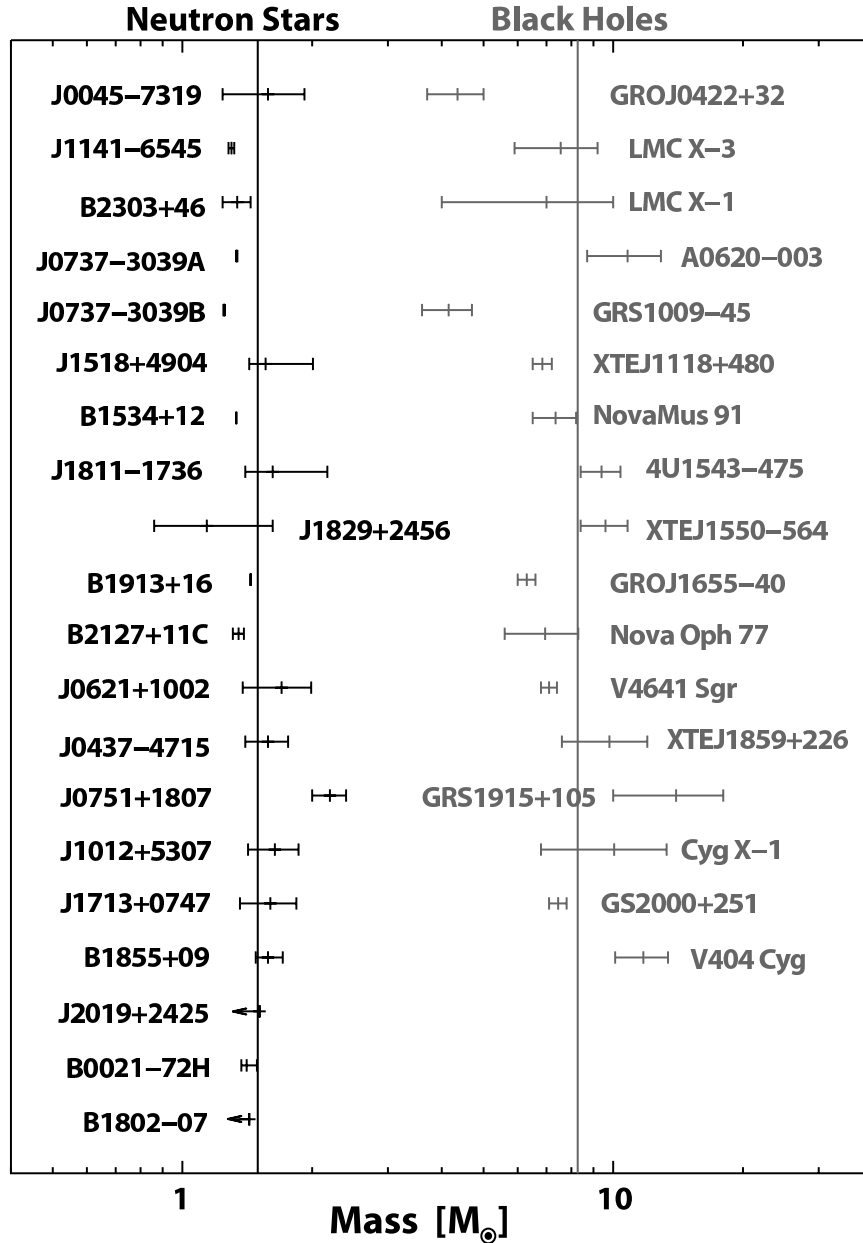 Neutron Stars Black Holes
J0045−7319 GROJ0422+32
J1141−6545 LMC X−3
B2303+46 LMC X−1
J0737−3039A A0620−003
J0737−3039B GRS1009−45
J1518+4904 XTEJ1118+480
B1534+12 NovaMus 91
J1811−1736 4U1543−475
J1829+2456 XTEJ1550−564
B1913+16 GROJ1655−40
B2127+11C Nova Oph 77
J0621+1002 V4641 Sgr
J0437−4715 XTEJ1859+226
J0751+1807 GRS1915+105
J1012+5307 Cyg X−1
J1713+0747 GS2000+251
B1855+09 V404 Cyg
J2019+2425
B0021−72H
B1802−07
1 10
Mass [M☉]